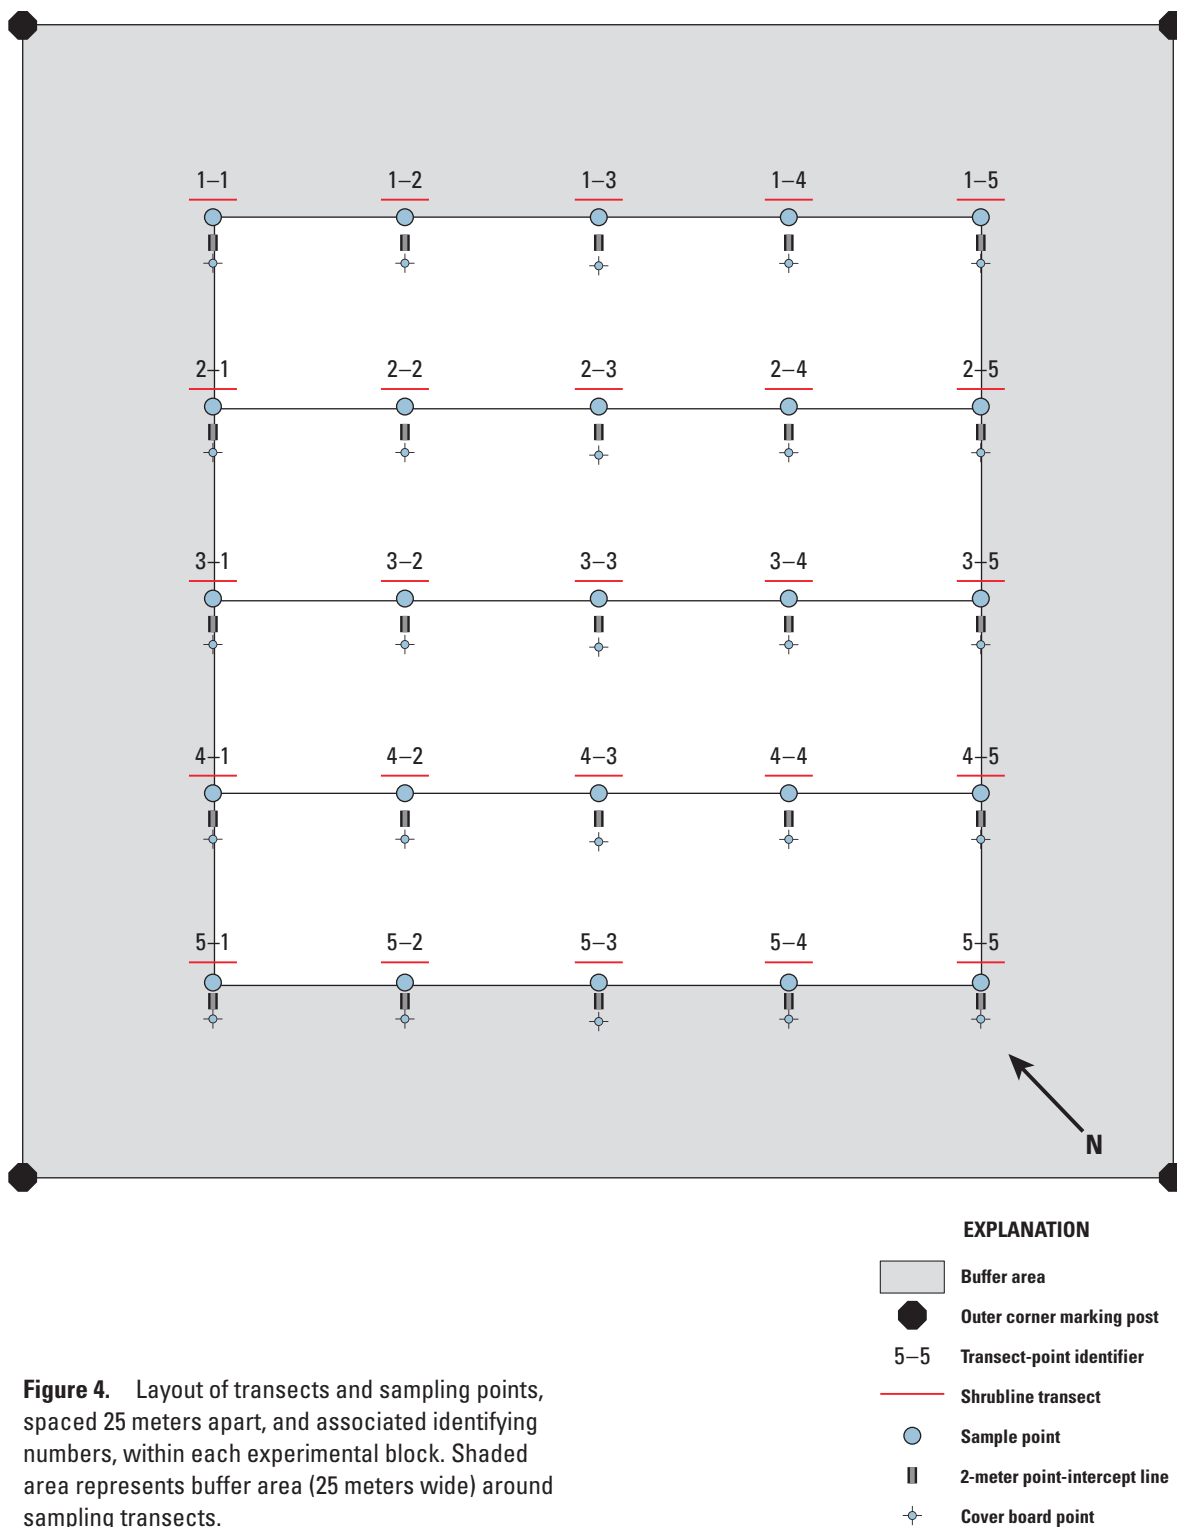 1–1 1–2 1–3 1–4 1–5
2–1 2–2 2–3 2–4 2–5
3–1 3–2 3–3 3–4 3–5
4–1 4–2 4–3 4–4 4–5
5–1 5–2 5–3 5–4 5–5
N
EXPLANATION
Buffer area
Outer corner marking post
5–5 Transect-point identifier
Shrubline transect
Sample point
2-meter point-intercept line
Cover board point
Figure 4. Layout of transects and sampling points,
spaced 25 meters apart, and associated identifying
numbers, within each experimental block. Shaded
area represents buffer area (25 meters wide) around
sampling transects.